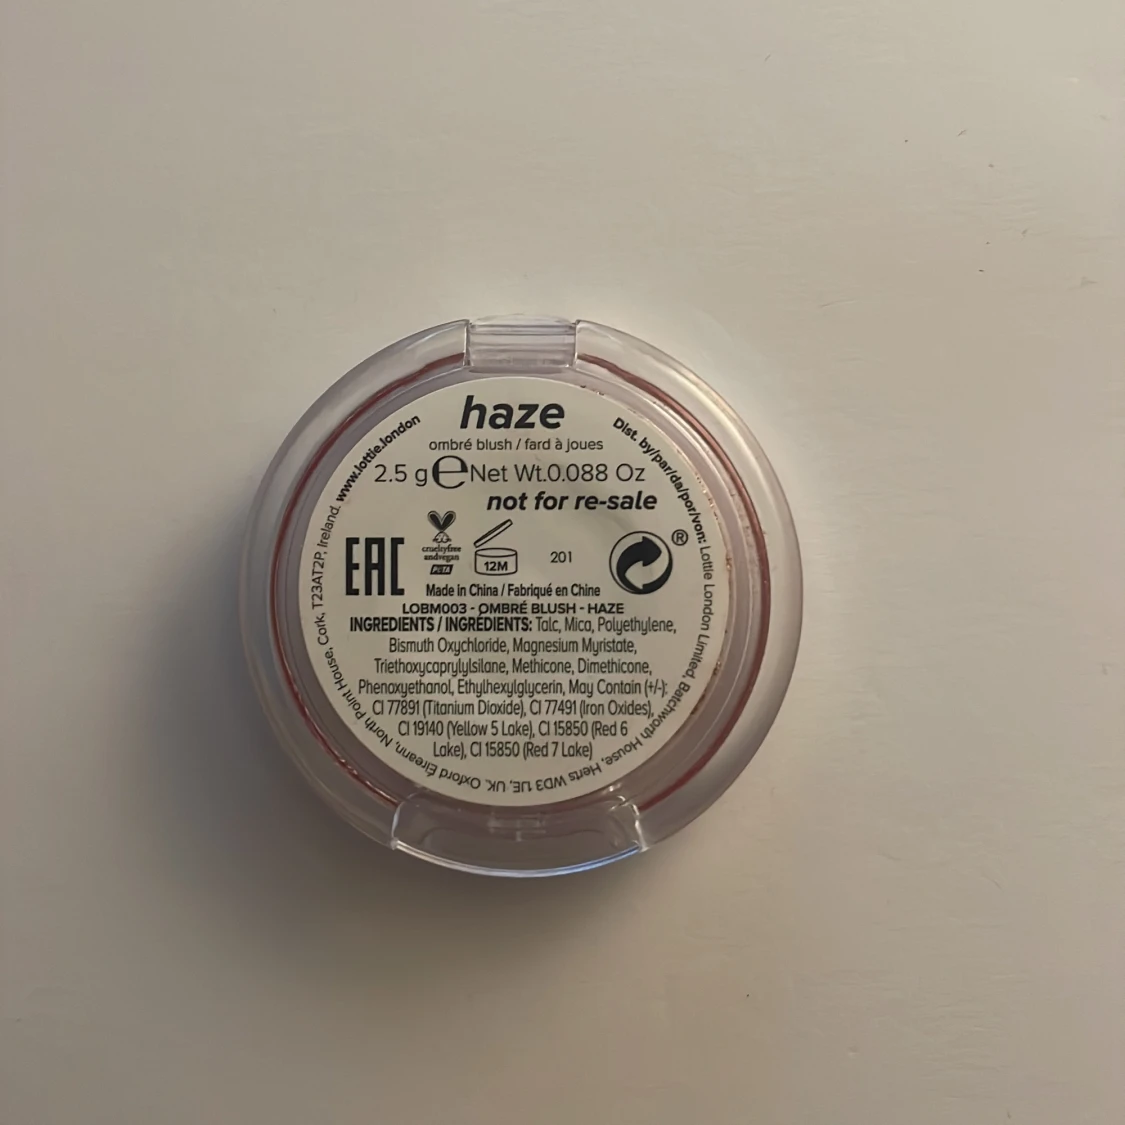 haze
ombré blush / fard à joues
2.5 g ℮ Net Wt.0.088 Oz
not for re-sale
EAC
crueltyfree
andvegan
PETA
12M
201
®
Made in China / Fabriqué en Chine
LOBM003 - OMBRÉ BLUSH - HAZE
INGREDIENTS / INGRÉDIENTS: Talc, Mica, Polyethylene,
Bismuth Oxychloride, Magnesium Myristate,
Triethoxycaprylylsilane, Methicone, Dimethicone,
Phenoxyethanol, Ethylhexylglycerin, May Contain (+/-):
CI 77891 (Titanium Dioxide), CI 77491 (Iron Oxides),
CI 19140 (Yellow 5 Lake), CI 15850 (Red 6
Lake), CI 15850 (Red 7 Lake)
Dist. by/par/da/por/von: Lottie London Limited, Batchworth House, Herts WD3 1JE, UK. Oxford Éireann, North Point House, Cork, T23AT2P, Ireland. www.lottie.london